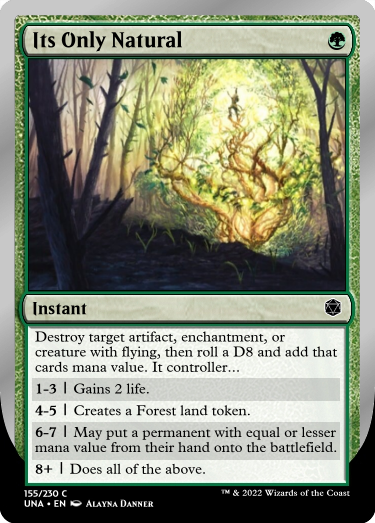 Its Only Natural
Instant
Destroy target artifact, enchantment, or
creature with flying, then roll a D8 and add that
cards mana value. It controller…
1-3 | Gains 2 life.
4-5 | Creates a Forest land token.
6-7 | May put a permanent with equal or lesser
mana value from their hand onto the battlefield.
8+ | Does all of the above.
155/230 C
UNA • EN Alayna Danner
™ & © 2022 Wizards of the Coast